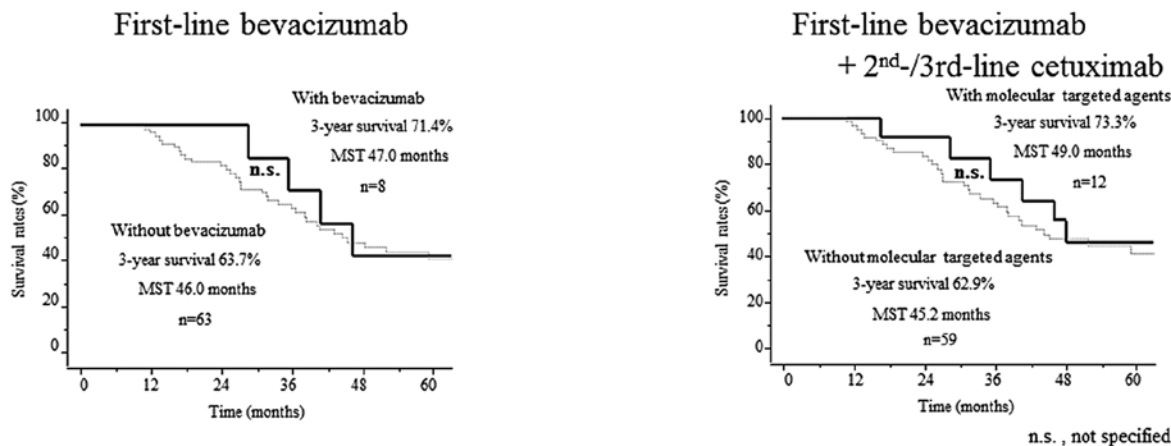 First-line bevacizumab
With bevacizumab
3-year survival 71.4%
MST 47.0 months
n=8
n.s.
Without bevacizumab
3-year survival 63.7%
MST 46.0 months
n=63
Survival rates (%)
100
80
60
40
20
0
0 12 24 36 48 60
Time (months)
First-line bevacizumab
+ 2nd-/3rd-line cetuximab
With molecular targeted agents
3-year survival 73.3%
MST 49.0 months
n=12
n.s.
Without molecular targeted agents
3-year survival 62.9%
MST 45.2 months
n=59
Survival rates (%)
100
80
60
40
20
0
0 12 24 36 48 60
Time (months)
n.s. , not specified